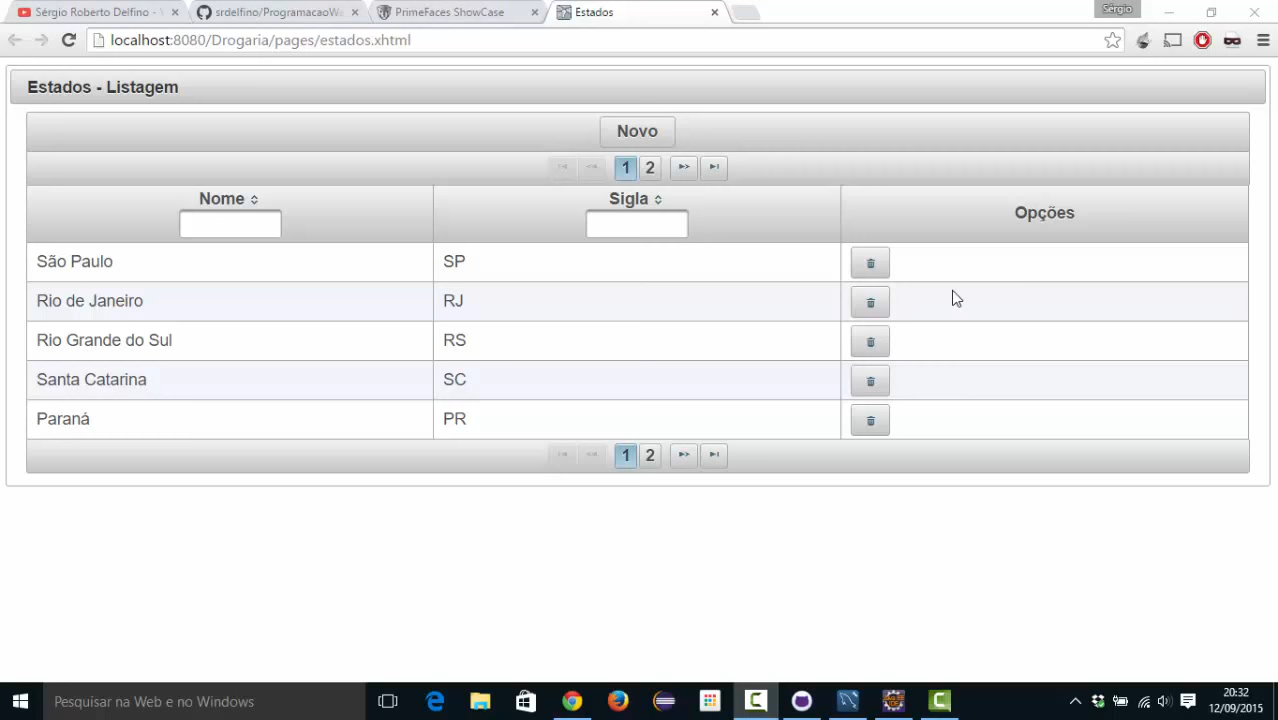 Sérgio Roberto Delfino - Y
srdelfino/ProgramacaoWe
PrimeFaces ShowCase
Estados
Sérgio
localhost:8080/Drogaria/pages/estados.xhtml
Estados - Listagem
Novo
1 2
Nome
Sigla
Opções
São Paulo SP
Rio de Janeiro RJ
Rio Grande do Sul RS
Santa Catarina SC
Paraná PR
1 2
Pesquisar na Web e no Windows
20:32
12/09/2015